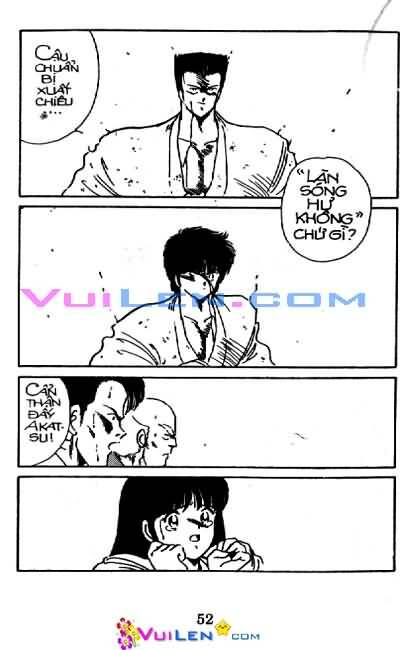 CẬU
CHUẨN
BỊ
XUẤT
CHIÊU
...
"LÀN
SÓNG
HƯ
KHÔNG"
CHỨ GÌ?
VUILEN.COM
CẨN
THẬN
ĐẤY
AKAT-
SU!
52
VUILEN.COM